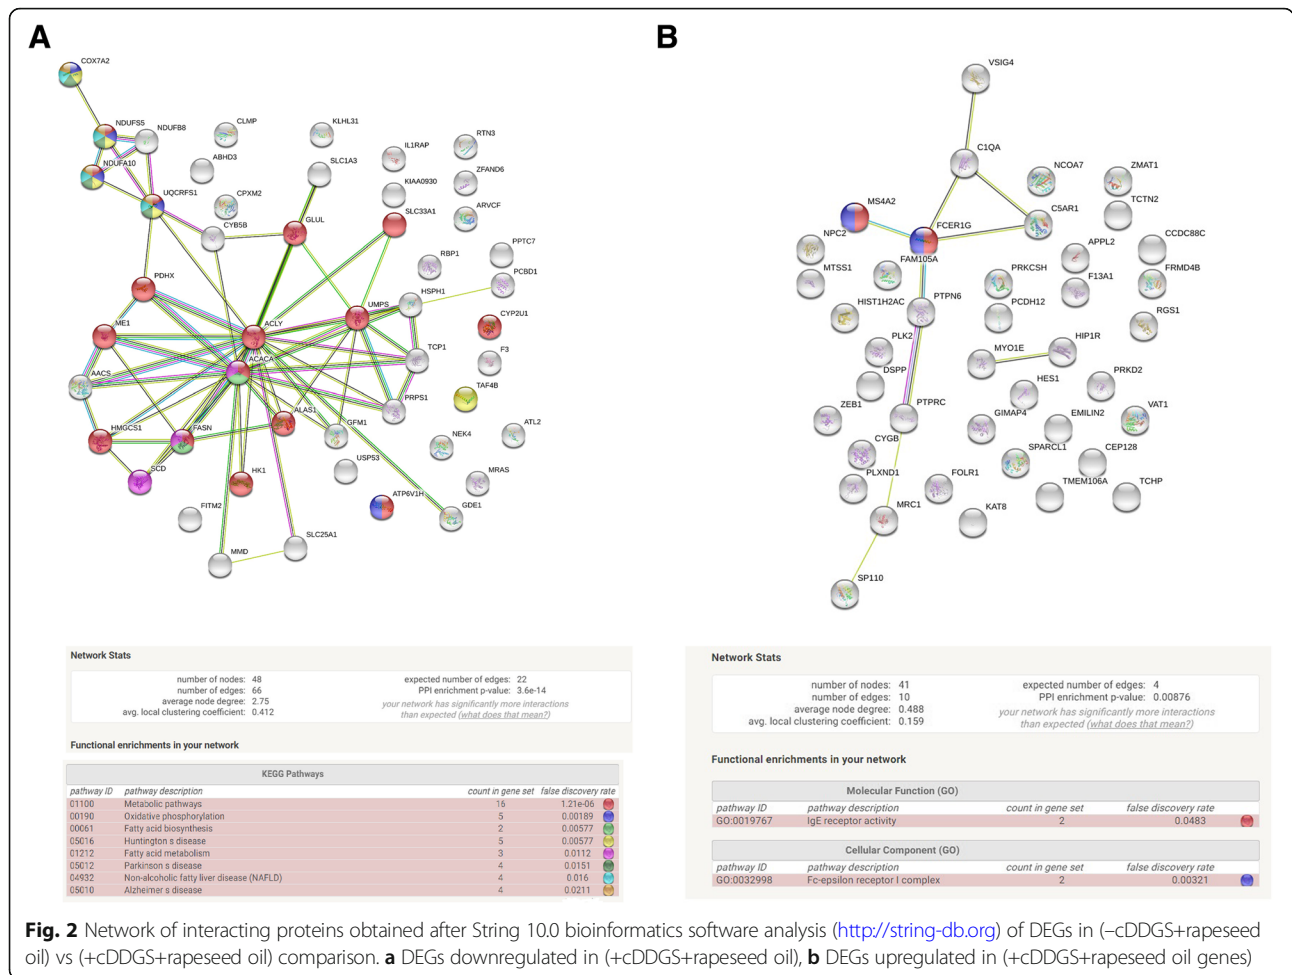 A
B
COX7A2
NDUFS5
NDUFB8
CLMP
KLHL31
NDUFA10
ABHD3
SLC1A3
IL1RAP
RTN3
KIAA0930
ZFAND6
UQCRFS1
CPXM2
SLC33A1
ARVCF
CYB5B
GLUL
PPTC7
RBP1
PCBD1
PDHX
HSPH1
UMPS
CYP2U1
ME1
ACLY
TCP1
F3
ACACA
AACS
TAF4B
PRPS1
ALAS1
HMGCS1
FASN
GFM1
ATL2
NEK4
SCD
HK1
USP53
MRAS
ATP6V1H
GDE1
FITM2
SLC25A1
MMD
VSIG4
C1QA
NCOA7
ZMAT1
MS4A2
C5AR1
TCTN2
FCER1G
NPC2
CCDC88C
FAM105A
APPL2
MTSS1
PRKCSH
F13A1
FRMD4B
HIST1H2AC
PTPN6
PCDH12
RGS1
PLK2
MYO1E
HIP1R
DSPP
HES1
PRKD2
ZEB1
PTPRC
GIMAP4
EMILIN2
VAT1
CYGB
SPARCL1
CEP128
PLXND1
FOLR1
TMEM106A
TCHP
MRC1
KAT8
SP110
Network Stats
number of nodes: 48
number of edges: 66
average node degree: 2.75
avg. local clustering coefficient: 0.412
expected number of edges: 22
PPI enrichment p-value: 3.6e-14
your network has significantly more interactions
than expected (what does that mean?)
Functional enrichments in your network
KEGG Pathways
pathway ID pathway description count in gene set false discovery rate
01100 Metabolic pathways 16 1.21e-06
00190 Oxidative phosphorylation 5 0.00189
00061 Fatty acid biosynthesis 2 0.00577
05016 Huntington s disease 5 0.00577
01212 Fatty acid metabolism 3 0.0112
05012 Parkinson s disease 4 0.0151
04932 Non-alcoholic fatty liver disease (NAFLD) 4 0.016
05010 Alzheimer s disease 4 0.0211
Network Stats
number of nodes: 41
number of edges: 10
average node degree: 0.488
avg. local clustering coefficient: 0.159
expected number of edges: 4
PPI enrichment p-value: 0.00876
your network has significantly more interactions
than expected (what does that mean?)
Functional enrichments in your network
Molecular Function (GO)
pathway ID pathway description count in gene set false discovery rate
GO:0019767 IgE receptor activity 2 0.0483
Cellular Component (GO)
pathway ID pathway description count in gene set false discovery rate
GO:0032998 Fc-epsilon receptor I complex 2 0.00321
Fig. 2 Network of interacting proteins obtained after String 10.0 bioinformatics software analysis (http://string-db.org) of DEGs in (–cDDGS+rapeseed
oil) vs (+cDDGS+rapeseed oil) comparison. a DEGs downregulated in (+cDDGS+rapeseed oil), b DEGs upregulated in (+cDDGS+rapeseed oil genes)